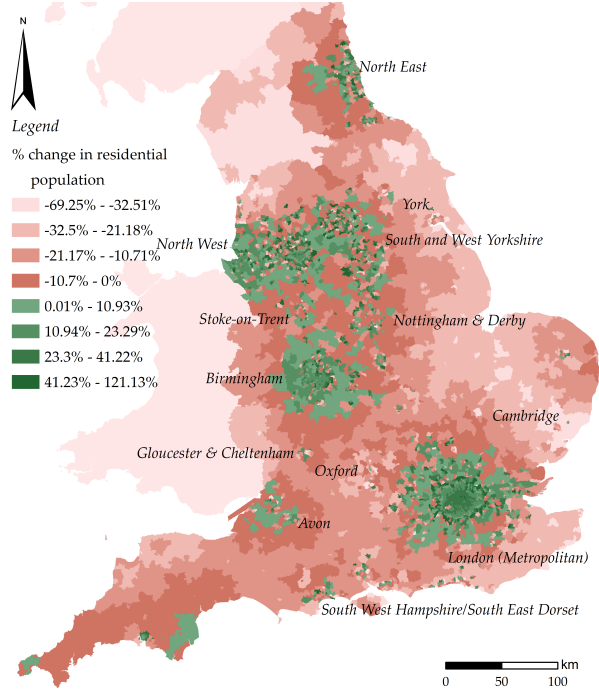 N
North East
Legend
% change in residential
population
-69.25% - -32.51%
-32.5% - -21.18%
-21.17% - -10.71%
-10.7% - 0%
0.01% - 10.93%
10.94% - 23.29%
23.3% - 41.22%
41.23% - 121.13%
York
North West
South and West Yorkshire
Stoke-on-Trent
Nottingham & Derby
Birmingham
Cambridge
Gloucester & Cheltenham
Oxford
Avon
London (Metropolitan)
South West Hampshire/South East Dorset
km
0 50 100